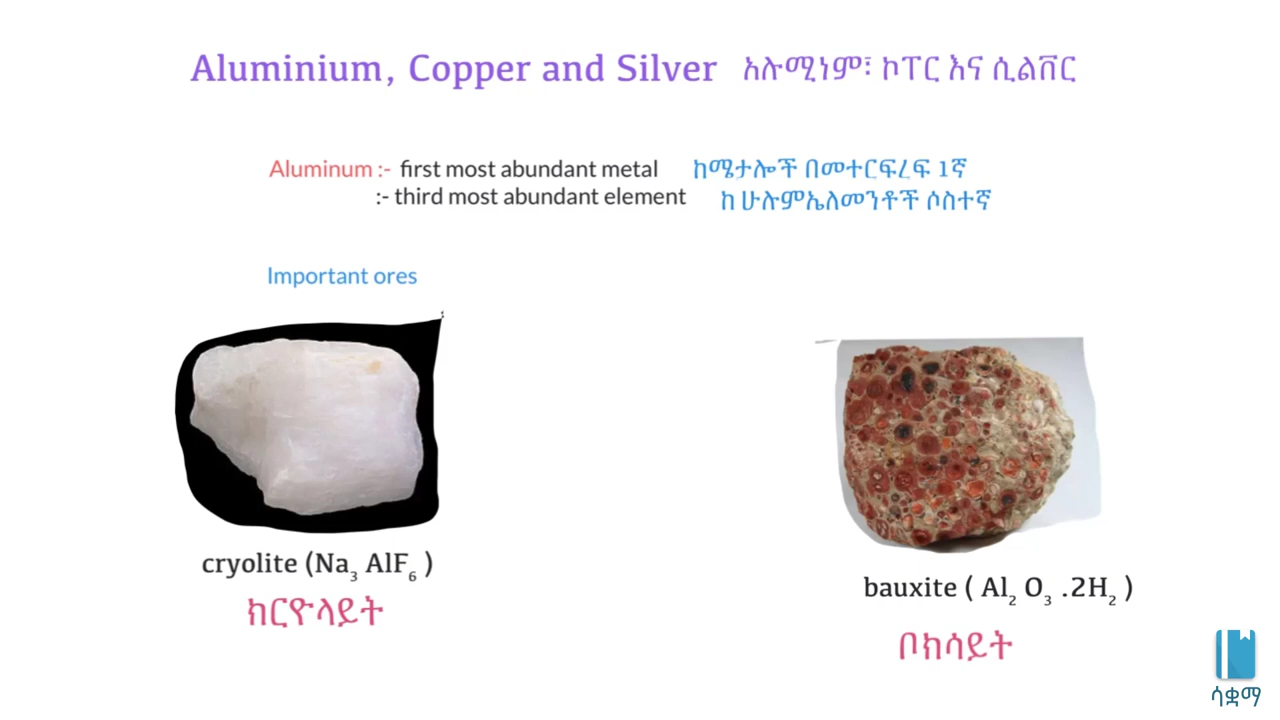 Aluminium, Copper and Silver አሉሚነም፣ ኮፐር እና ሲልቨር
Aluminum :- first most abundant metal ከሜታሎች በመተርፍረፍ 1ኛ
:- third most abundant element ከ ሁሉምኤለመንቶች ሶስተኛ
Important ores
cryolite (Na₃ AlF₆ )
ክርዮላይት
bauxite ( Al₂ O₃ .2H₂ )
ቦክሳይት
ሳቋማ